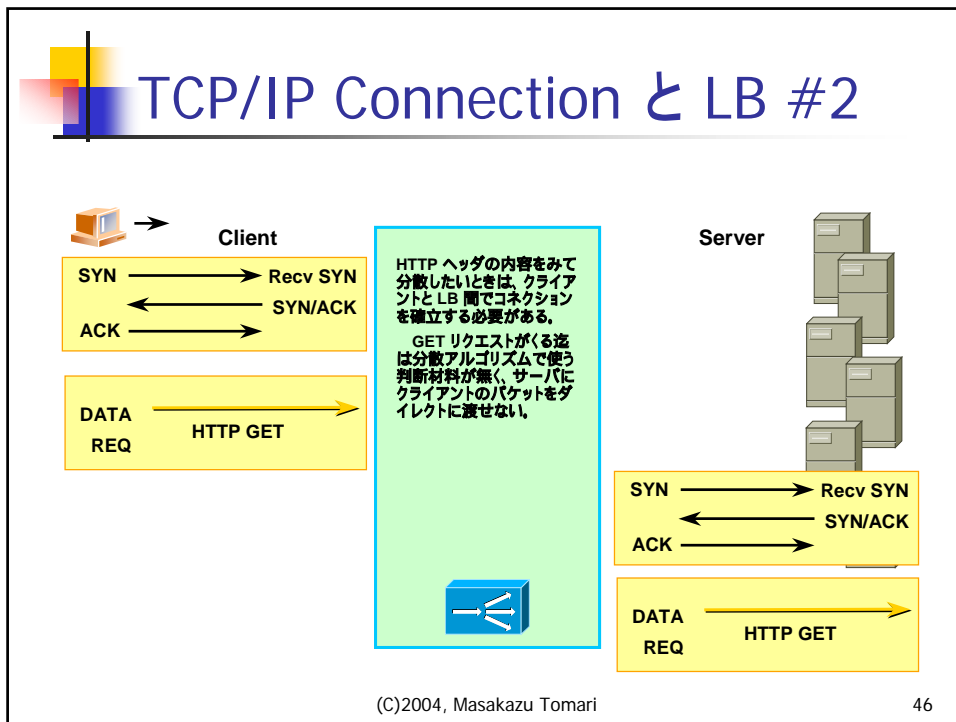 TCP/IP Connection と LB #2
Client
Server
SYN
Recv SYN
SYN/ACK
ACK
DATA
REQ
HTTP GET
HTTP ヘッダの内容をみて
分散したいときは、クライア
ントと LB 間でコネクション
を確立する必要がある。
GET リクエストがくる迄
は分散アルゴリズムで使う
判断材料が無く、サーバに
クライアントのパケットをダ
イレクトに渡せない。
SYN
Recv SYN
SYN/ACK
ACK
DATA
REQ
HTTP GET
(C)2004, Masakazu Tomari
46